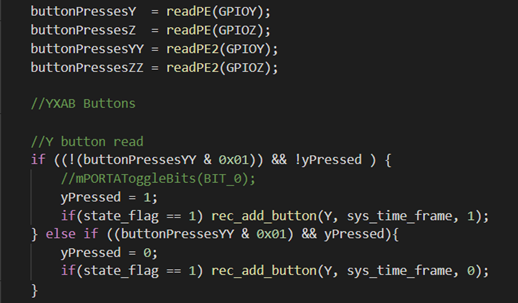 buttonPressesY  = readPE(GPIOY);
buttonPressesZ  = readPE(GPIOZ);
buttonPressesYY = readPE2(GPIOY);
buttonPressesZZ = readPE2(GPIOZ);
//YXAB Buttons
//Y button read
if ((!(buttonPressesYY & 0x01)) && !yPressed ) {
    //mPORTAToggleBits(BIT_0);
    yPressed = 1;
    if(state_flag == 1) rec_add_button(Y, sys_time_frame, 1);
} else if ((buttonPressesYY & 0x01) && yPressed){
    yPressed = 0;
    if(state_flag == 1) rec_add_button(Y, sys_time_frame, 0);
}